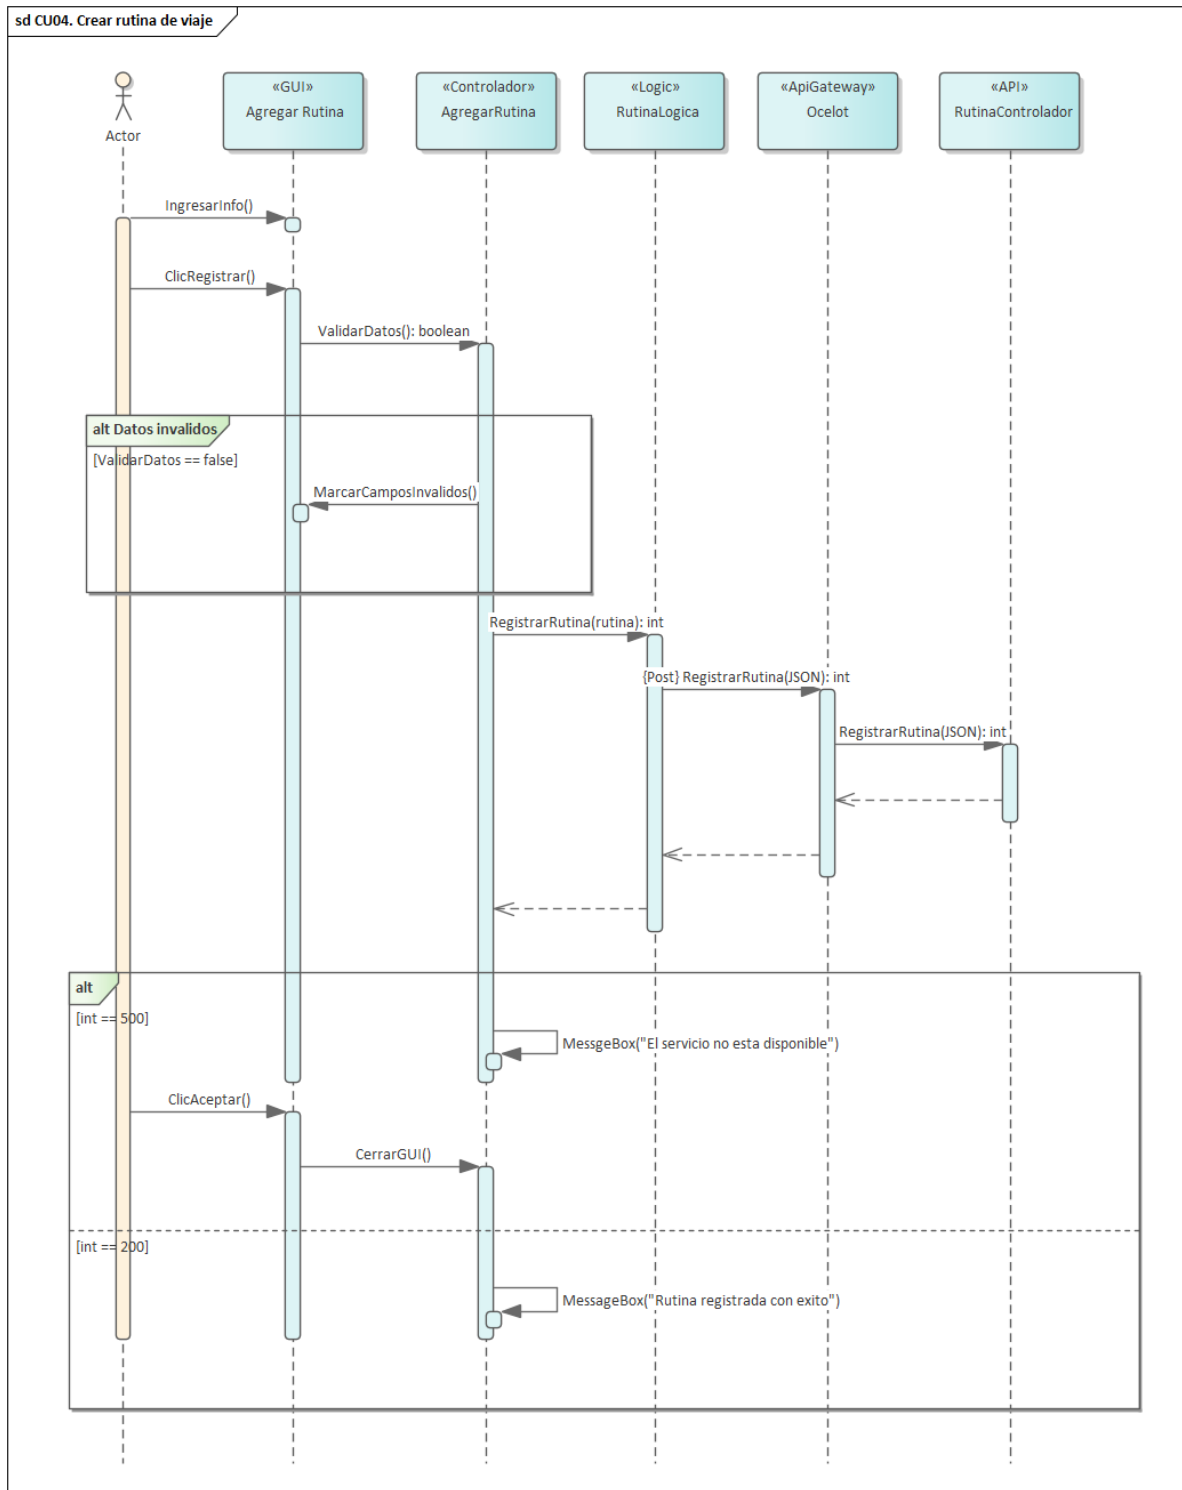 sd CU04. Crear rutina de viaje
Actor
«GUI»
Agregar Rutina
«Controlador»
AgregarRutina
«Logic»
RutinaLogica
«ApiGateway»
Ocelot
«API»
RutinaControlador
IngresarInfo()
ClicRegistrar()
ValidarDatos(): boolean
alt Datos invalidos
[ValidarDatos == false]
MarcarCamposInvalidos()
RegistrarRutina(rutina): int
{Post} RegistrarRutina(JSON): int
RegistrarRutina(JSON): int
alt
[int == 500]
MessgeBox("El servicio no esta disponible")
ClicAceptar()
CerrarGUI()
[int == 200]
MessageBox("Rutina registrada con exito")